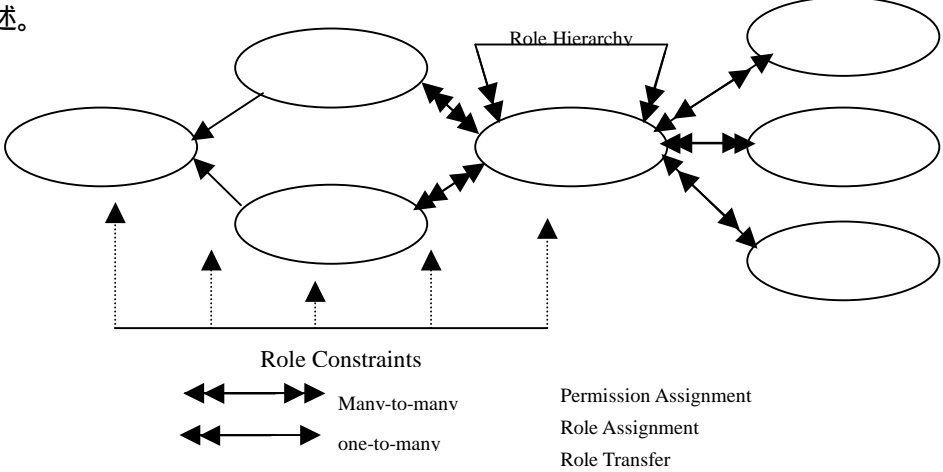 述。
Role Hierarchy
Role Constraints
Many-to-many
one-to-many
Permission Assignment
Role Assignment
Role Transfer